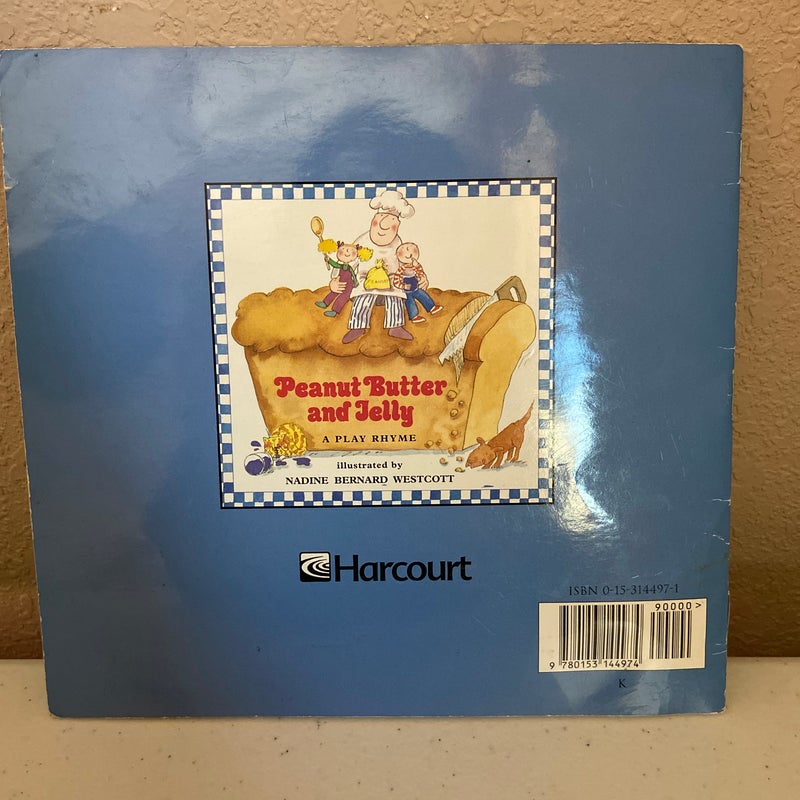 Peanut Butter
and Jelly
A PLAY RHYME
illustrated by
NADINE BERNARD WESTCOTT
Harcourt
ISBN 0-15-314497-1
90000>
9 780153 144974
K